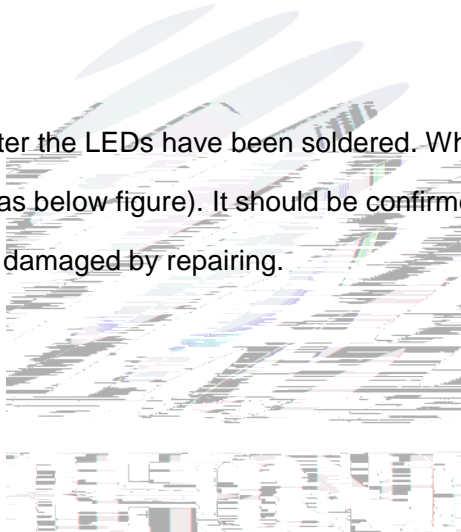 ter the LEDs have been soldered. Wh
as below figure). It should be confirme
damaged by repairing.